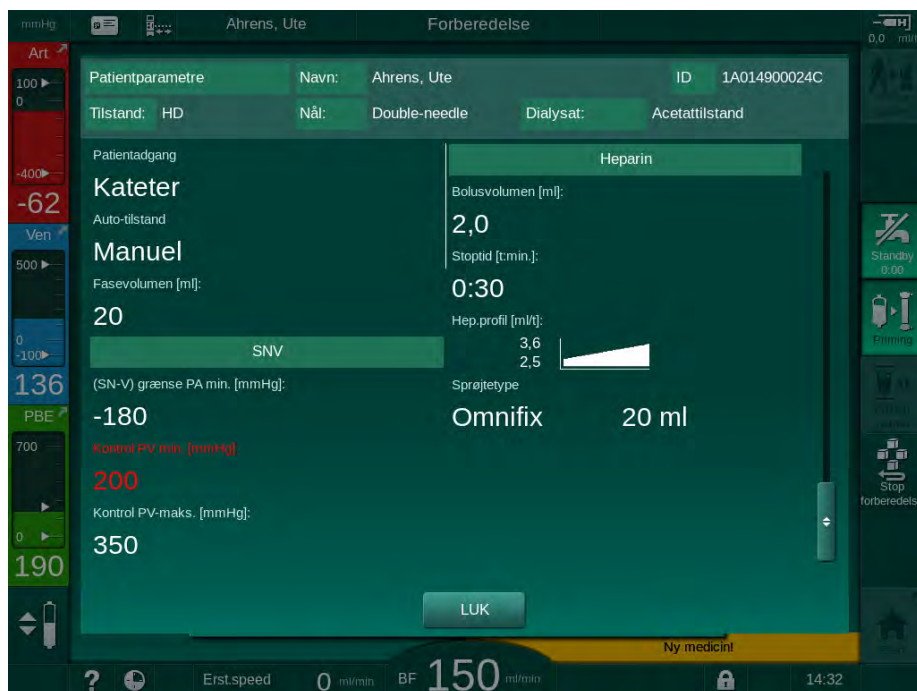 mmHg
Ahrens, Ute
Forberedelse
0,0 ml/
Art
100
0
-400
-62
Ven
500
0
-100
136
PBE
700
0
190
Patientparametre Navn: Ahrens, Ute ID 1A014900024C
Tilstand: HD Nål: Double-needle Dialysat: Acetattilstand
Patientadgang
Kateter
Auto-tilstand
Manuel
Fasevolumen [ml]:
20
SNV
(SN-V) grænse PA min. [mmHg]:
-180
Kontrol PV min. [mmHg]:
200
Kontrol PV-maks. [mmHg]:
350
Heparin
Bolusvolumen [ml]:
2,0
Stoptid [t:min.]:
0:30
Hep.profil [ml/t]:
3,6
2,5
Sprøjtetype
Omnifix 20 ml
LUK
Standby
0:00
Priming
Stop
forberedels
Ny medicin!
? Erst.speed 0 ml/min BF 150 ml/min 14:32